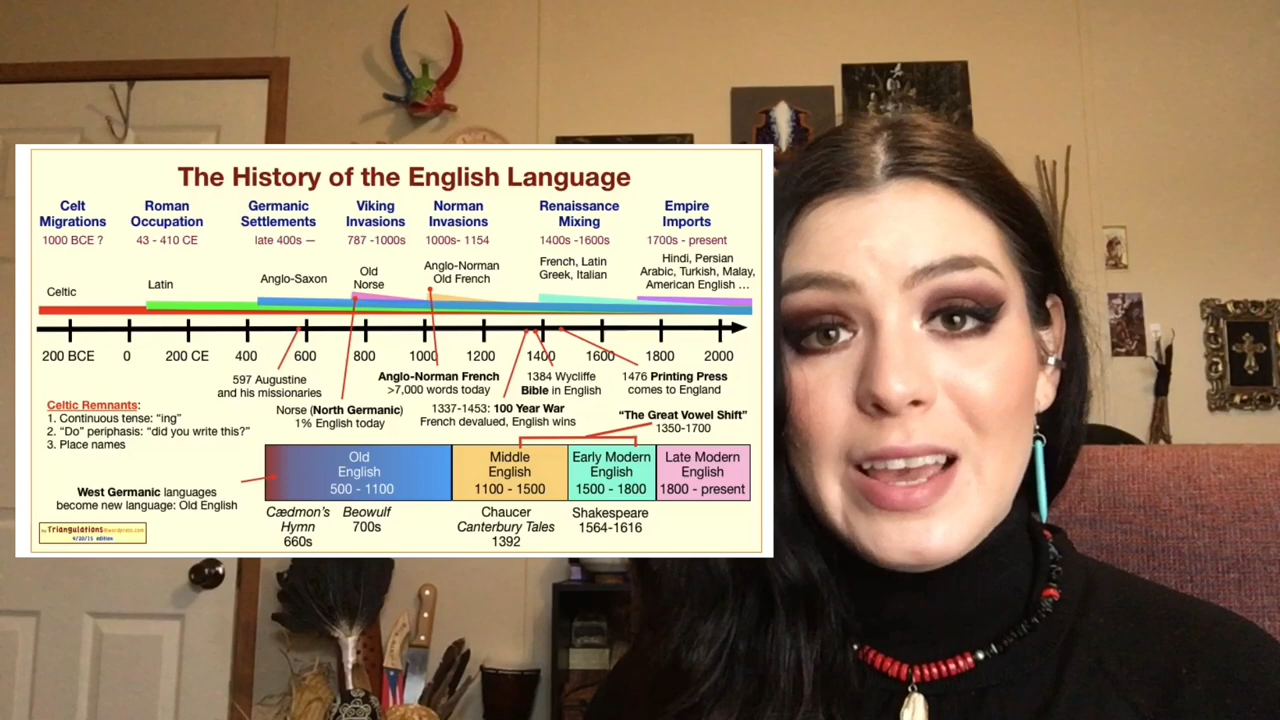 The History of the English Language
Celt
Migrations
1000 BCE ?
Roman
Occupation
43 - 410 CE
Germanic
Settlements
late 400s —
Viking
Invasions
787 -1000s
Norman
Invasions
1000s- 1154
Renaissance
Mixing
1400s -1600s
Empire
Imports
1700s - present
Celtic
Latin
Anglo-Saxon
Old
Norse
Anglo-Norman
Old French
French, Latin
Greek, Italian
Hindi, Persian
Arabic, Turkish, Malay,
American English ...
200 BCE 0 200 CE 400 600 800 1000 1200 1400 1600 1800 2000
597 Augustine
and his missionaries
Norse (North Germanic)
1% English today
Anglo-Norman French
>7,000 words today
1337-1453: 100 Year War
French devalued, English wins
1384 Wycliffe
Bible in English
1476 Printing Press
comes to England
"The Great Vowel Shift"
1350-1700
Celtic Remnants:
1. Continuous tense: "ing"
2. "Do" periphasis: "did you write this?"
3. Place names
West Germanic languages
become new language: Old English
Old
English
500 - 1100
Middle
English
1100 - 1500
Early Modern
English
1500 - 1800
Late Modern
English
1800 - present
Cædmon's
Hymn
660s
Beowulf
700s
Chaucer
Canterbury Tales
1392
Shakespeare
1564-1616
4/20/15 edition